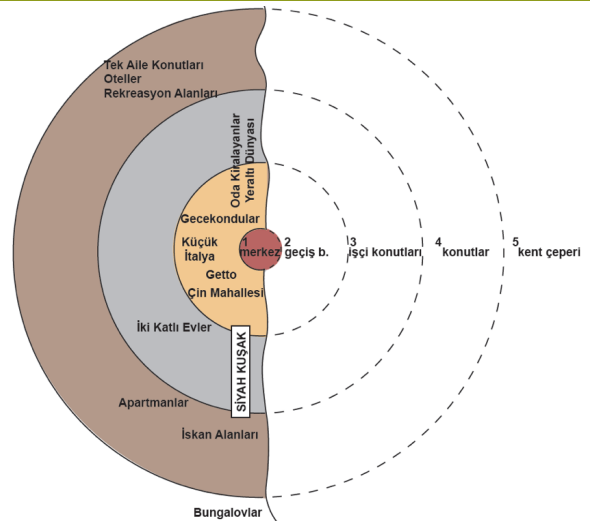 Tek Aile Konutları
Oteller
Rekreasyon Alanları
Oda Kiralayanlar
Yeraltı Dünyası
Gecekondular
Küçük
İtalya
1
merkez
2
geçiş b.
3
işçi konutları
4
konutlar
5
kent çeperi
Getto
Çin Mahallesi
İki Katlı Evler
SİYAH KUŞAK
Apartmanlar
İskan Alanları
Bungalovlar